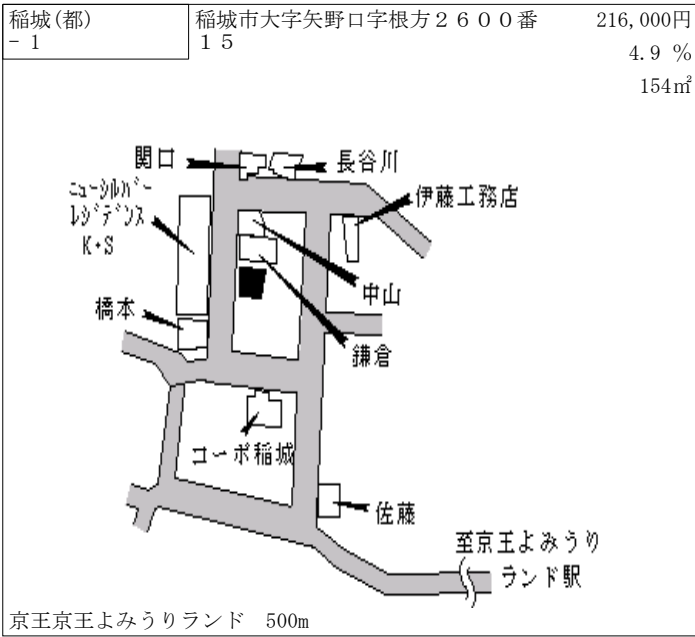 稲城(都)
- 1
稲城市大字矢野口字根方２６００番
１５
216,000円
4.9 %
154㎡
関口
長谷川
ﾆｭｰｼﾙﾊﾞｰ
ﾚｼﾞﾃﾞﾝｽ
K・S
伊藤工務店
中山
橋本
鎌倉
コーポ稲城
佐藤
至京王よみうり
ランド駅
京王京王よみうりランド　500m